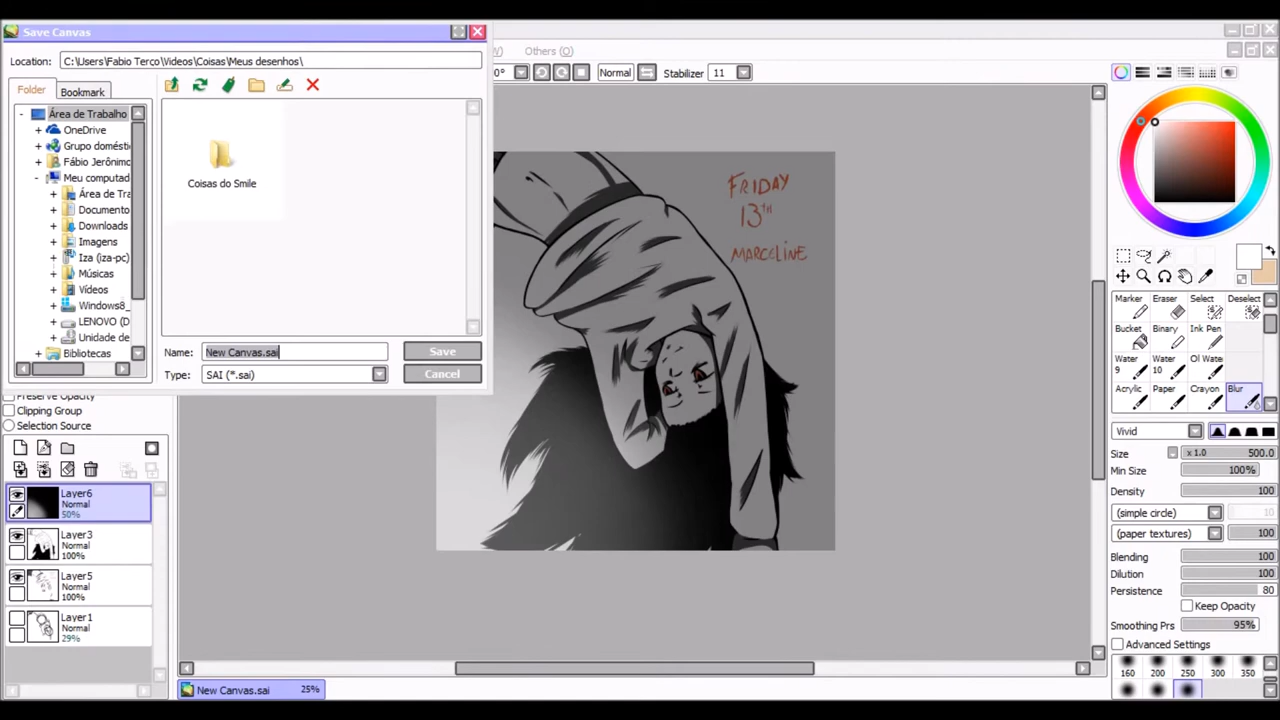 Save Canvas
Others (O)
Location: C:\Users\Fabio Terço\Videos\Coisas\Meus desenhos\
0° Normal Stabilizer 11
Folder Bookmark
Área de Trabalho
OneDrive
Grupo domésti
Fábio Jerônimo
Meu computad
Área de Tra
Documento
Downloads
Imagens
Iza (iza-pc)
Músicas
Vídeos
Windows8_
LENOVO (D
Unidade de
Bibliotecas
Coisas do Smile
Name: New Canvas.sai Save
Type: SAI (*.sai) Cancel
FRIDAY
13TH
MARCELINE
Preserve Opacity
Clipping Group
Selection Source
Layer6
Normal
50%
Layer3
Normal
100%
Layer5
Normal
100%
Layer1
Normal
29%
New Canvas.sai 25%
Marker Eraser Select Deselect
Bucket Binary Ink Pen
Water 9 Water 10 Ol Water
Acrylic Paper Crayon Blur
Vivid
Size x 1.0 500.0
Min Size 100%
Density 100
(simple circle) 10
(paper textures) 100
Blending 100
Dilution 100
Persistence 80
Keep Opacity
Smoothing Prs 95%
Advanced Settings
160 200 250 300 350